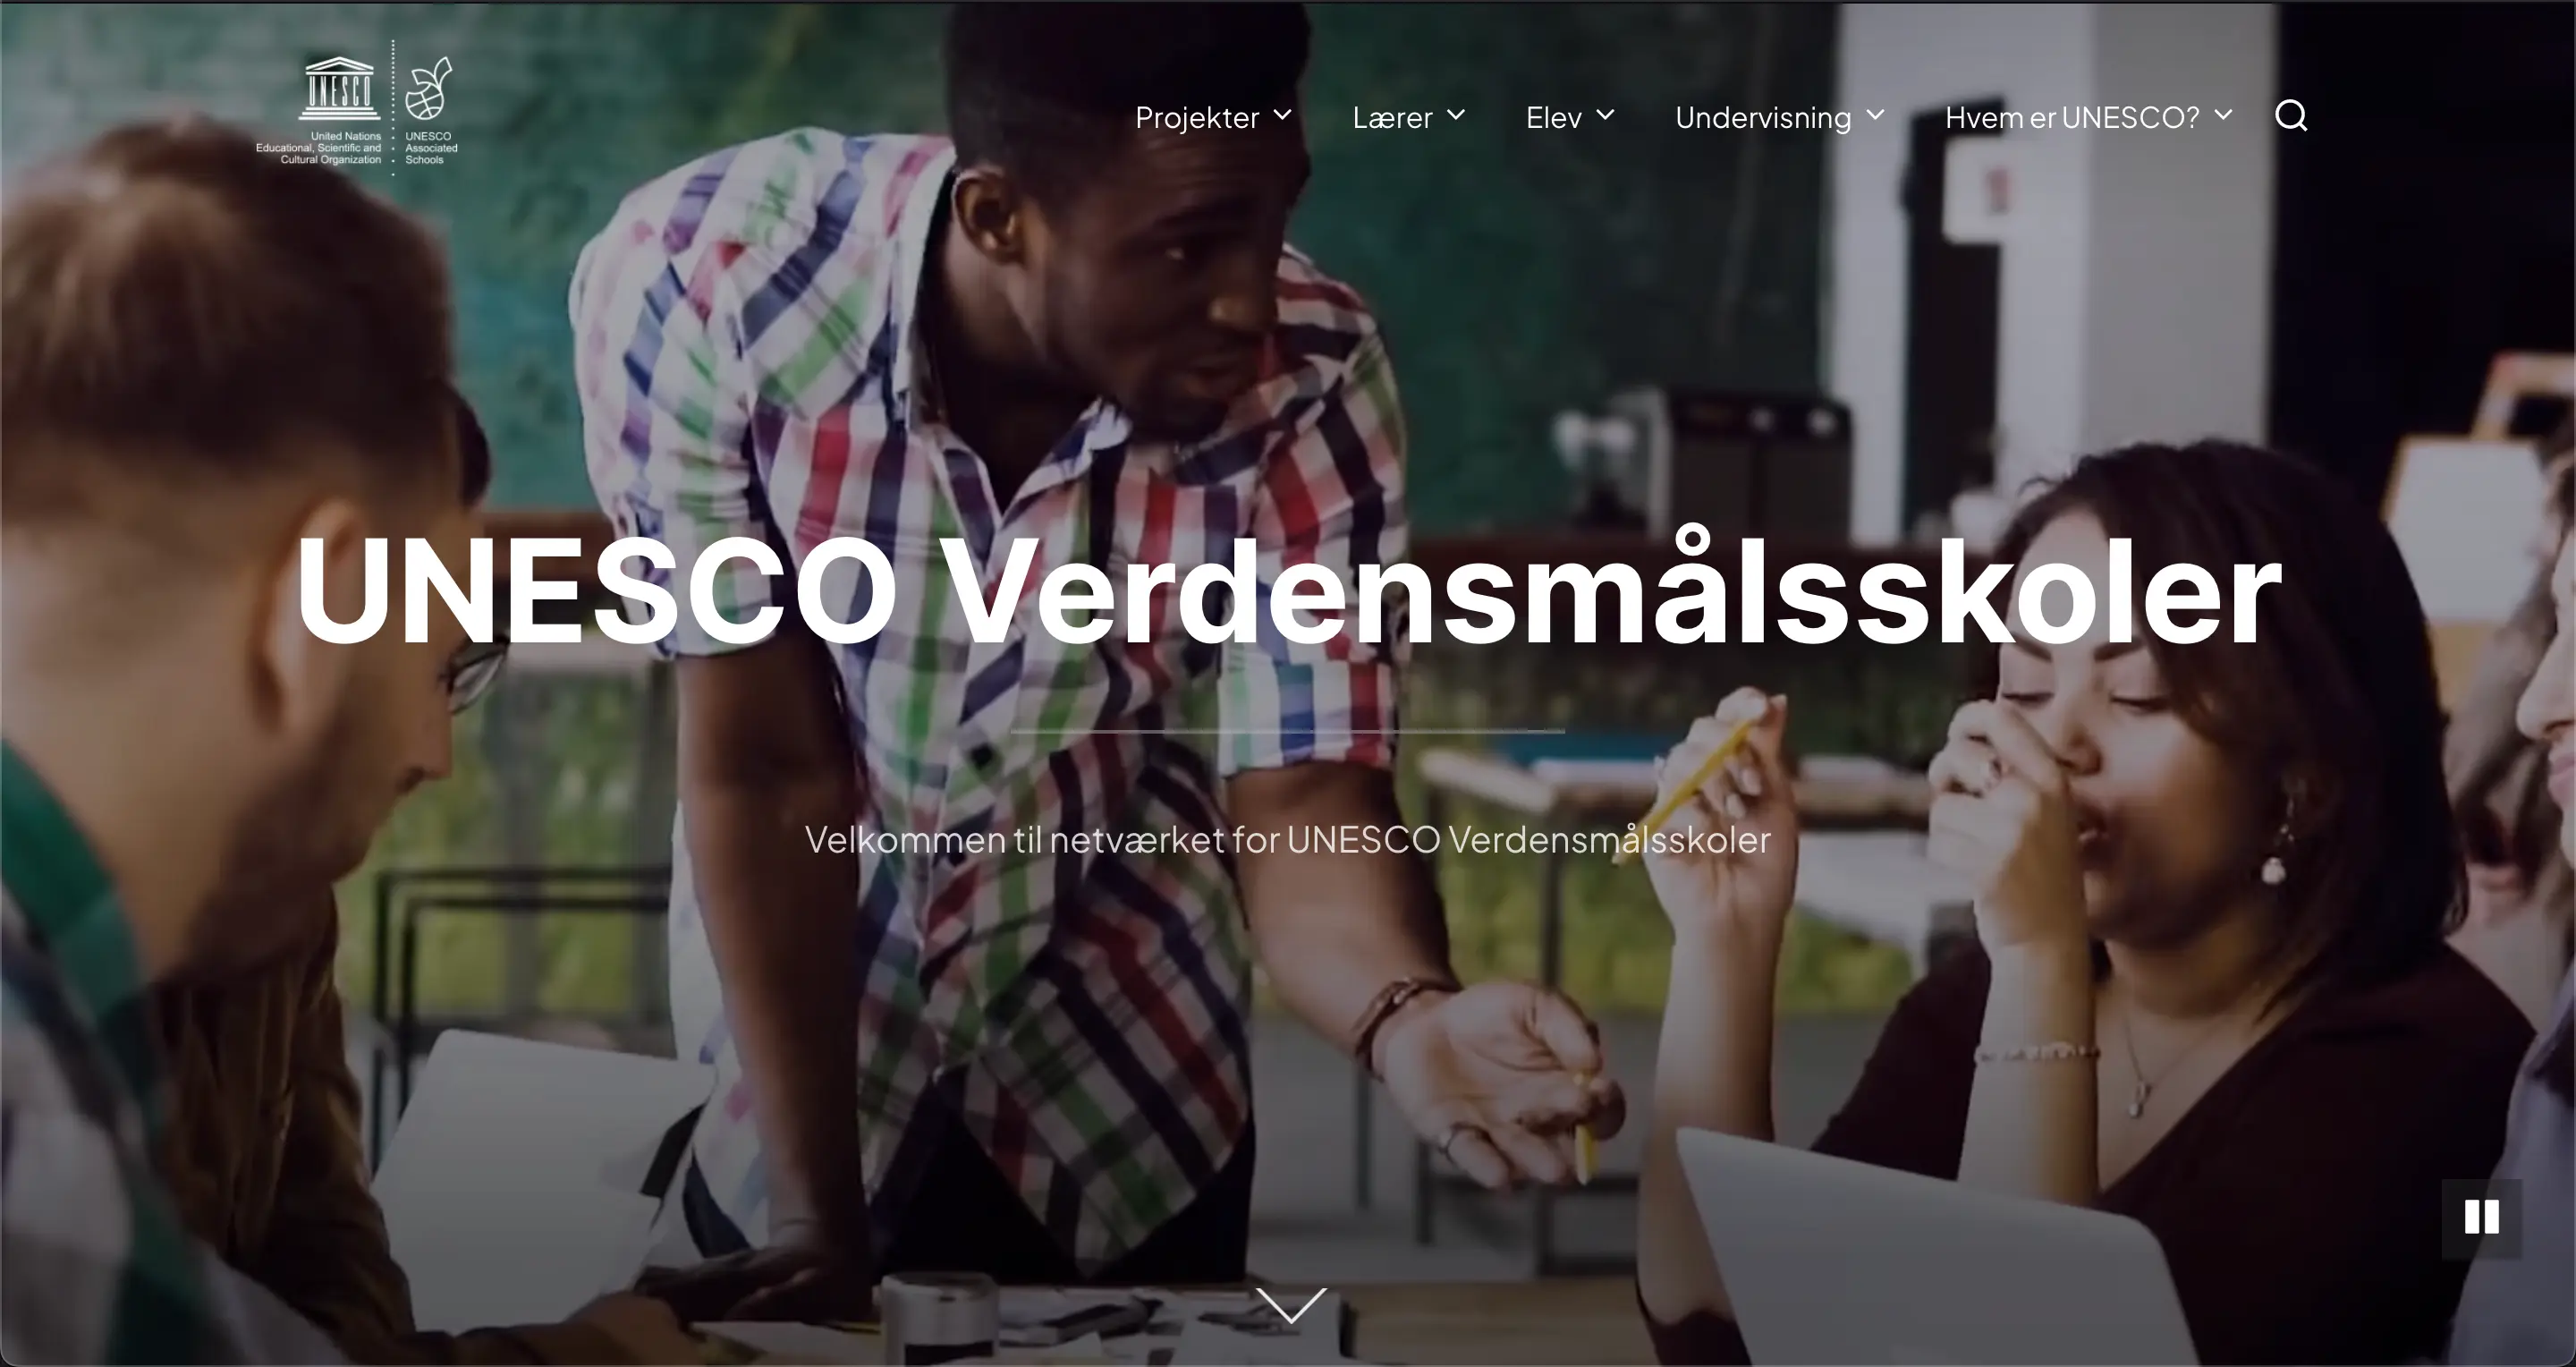 UNESCO
United Nations
Educational, Scientific and
Cultural Organization
UNESCO
Associated
Schools
Projekter
Lærer
Elev
Undervisning
Hvem er UNESCO?
UNESCO Verdensmålsskoler
Velkommen til netværket for UNESCO Verdensmålsskoler